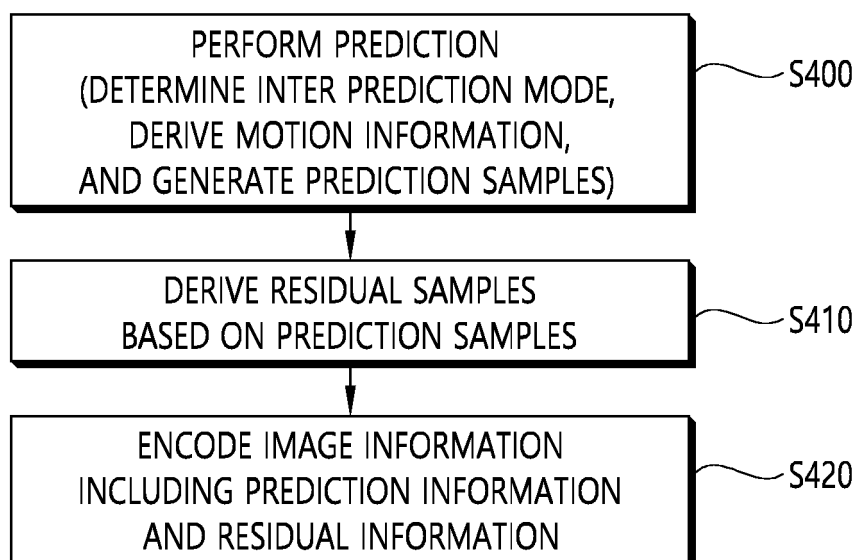 PERFORM PREDICTION
(DETERMINE INTER PREDICTION MODE,
DERIVE MOTION INFORMATION,
AND GENERATE PREDICTION SAMPLES)
S400
DERIVE RESIDUAL SAMPLES
BASED ON PREDICTION SAMPLES
S410
ENCODE IMAGE INFORMATION
INCLUDING PREDICTION INFORMATION
AND RESIDUAL INFORMATION
S420